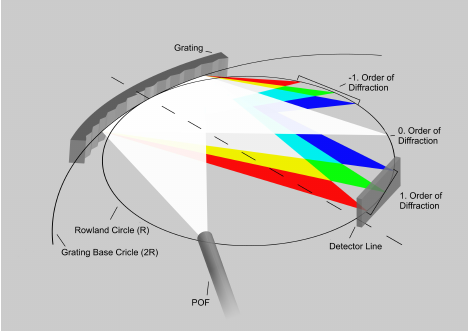 Grating
-1. Order of
Diffraction
0. Order of
Diffraction
1. Order of
Diffraction
Rowland Circle (R)
Grating Base Cricle (2R)
Detector Line
POF